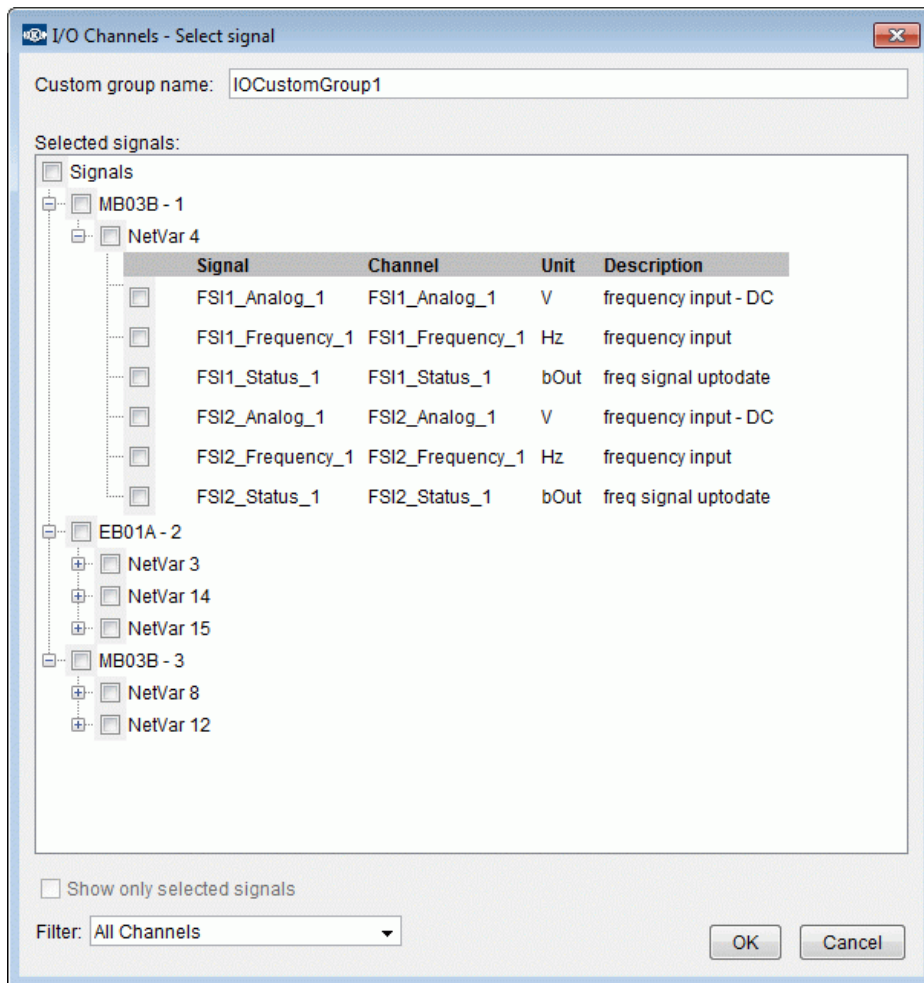 I/O Channels - Select signal
Custom group name: IOCustomGroup1
Selected signals:
Signals
MB03B - 1
NetVar 4
Signal Channel Unit Description
FSI1_Analog_1 FSI1_Analog_1 V frequency input - DC
FSI1_Frequency_1 FSI1_Frequency_1 Hz frequency input
FSI1_Status_1 FSI1_Status_1 bOut freq signal uptodate
FSI2_Analog_1 FSI2_Analog_1 V frequency input - DC
FSI2_Frequency_1 FSI2_Frequency_1 Hz frequency input
FSI2_Status_1 FSI2_Status_1 bOut freq signal uptodate
EB01A - 2
NetVar 3
NetVar 14
NetVar 15
MB03B - 3
NetVar 8
NetVar 12
Show only selected signals
Filter: All Channels
OK Cancel